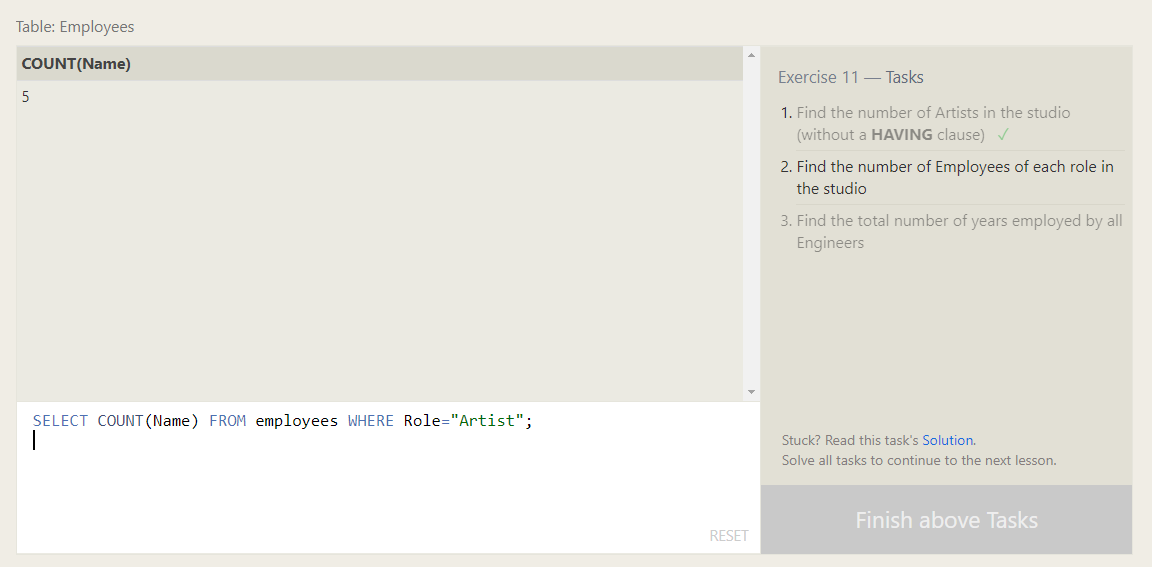 Table: Employees
COUNT(Name)
5
SELECT COUNT(Name) FROM employees WHERE Role="Artist";
RESET
Exercise 11 — Tasks
1. Find the number of Artists in the studio
(without a HAVING clause) ✓
2. Find the number of Employees of each role in
the studio
3. Find the total number of years employed by all
Engineers
Stuck? Read this task's Solution.
Solve all tasks to continue to the next lesson.
Finish above Tasks